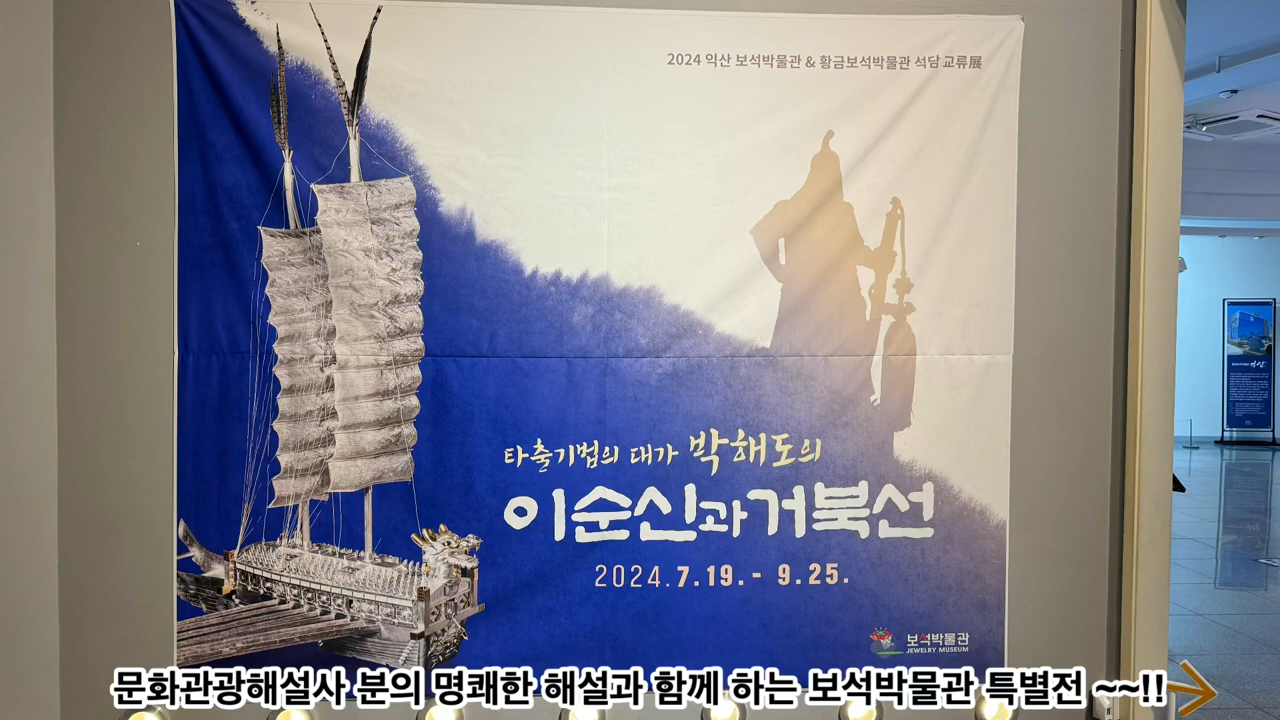 2024 익산 보석박물관 & 황금보석박물관 석담 교류展
타출기법의 대가 박해도의
이순신과거북선
2024.7.19.- 9.25.
보석박물관
JEWELRY MUSEUM
문화관광해설사 분의 명쾌한 해설과 함께 하는 보석박물관 특별전 ~~!!